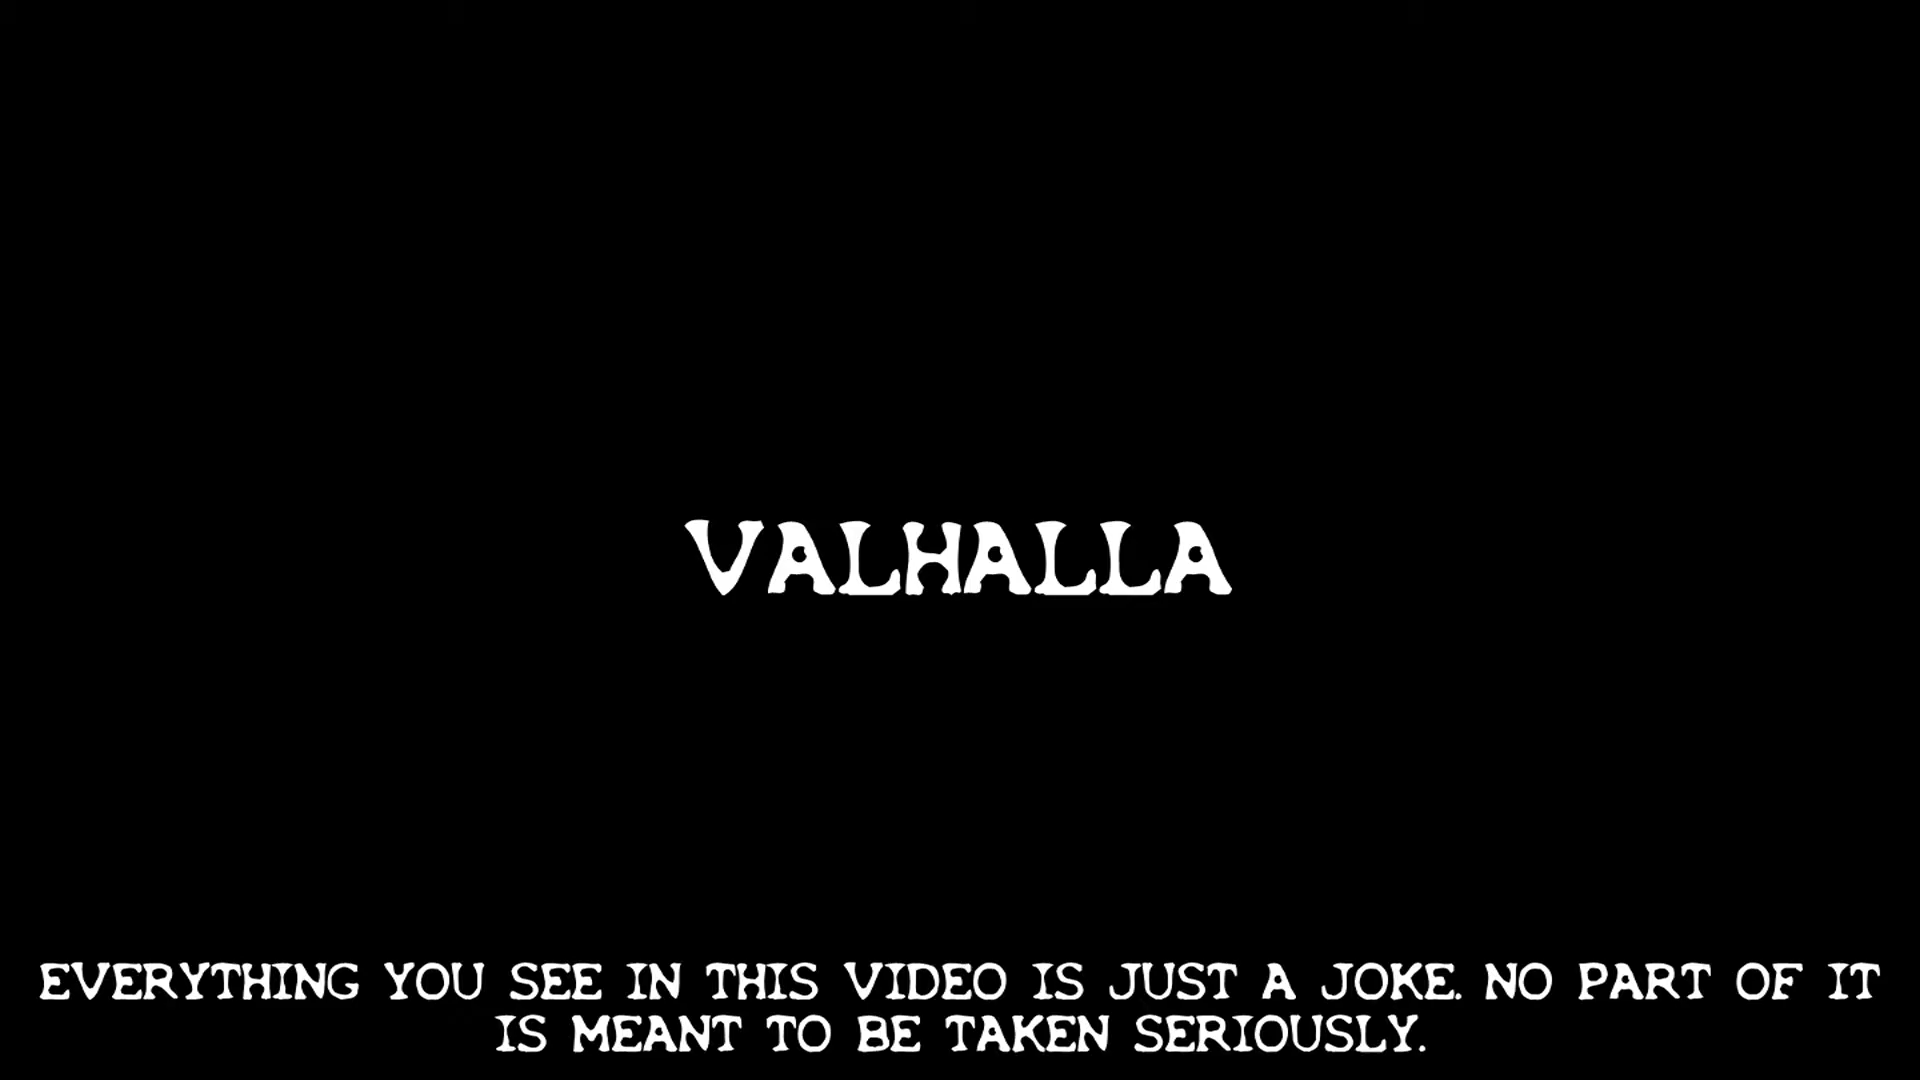 VALHALLA
EVERYTHING YOU SEE IN THIS VIDEO IS JUST A JOKE. NO PART OF IT
IS MEANT TO BE TAKEN SERIOUSLY.